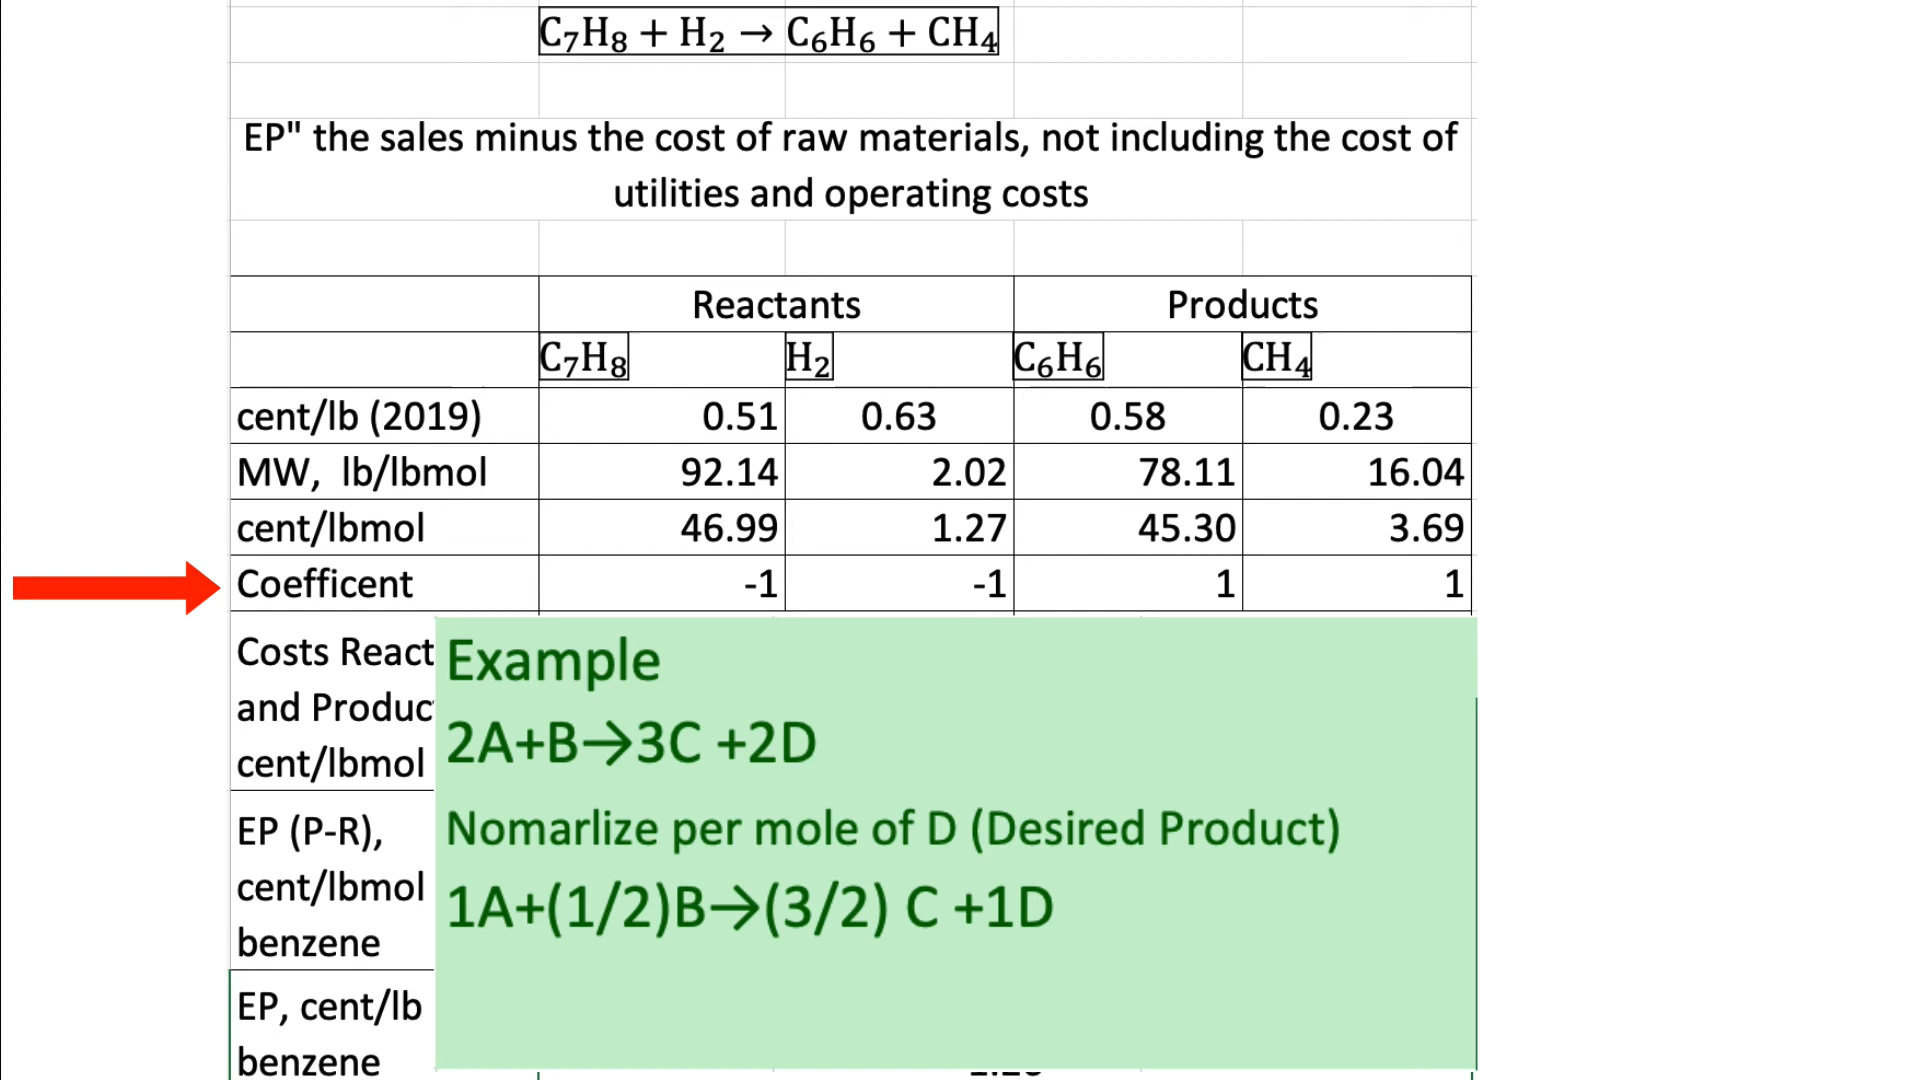 C₇H₈ + H₂ → C₆H₆ + CH₄
EP" the sales minus the cost of raw materials, not including the cost of
utilities and operating costs
Reactants Products
C₇H₈ H₂ C₆H₆ CH₄
cent/lb (2019) 0.51 0.63 0.58 0.23
MW, lb/lbmol 92.14 2.02 78.11 16.04
cent/lbmol 46.99 1.27 45.30 3.69
Coefficent -1 -1 1 1
Costs React
and Produc
cent/lbmol
EP (P-R),
cent/lbmol
benzene
EP, cent/lb
benzene
Example
2A+B→3C +2D
Nomarlize per mole of D (Desired Product)
1A+(1/2)B→(3/2) C +1D